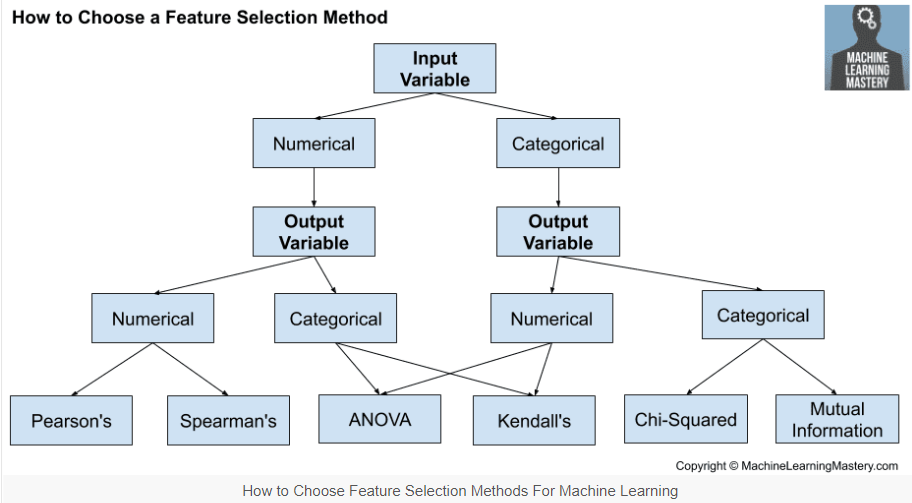 How to Choose a Feature Selection Method
MACHINE
LEARNING
MASTERY
Input
Variable
Numerical
Categorical
Output
Variable
Output
Variable
Numerical
Categorical
Numerical
Categorical
Pearson's
Spearman's
ANOVA
Kendall's
Chi-Squared
Mutual
Information
Copyright © MachineLearningMastery.com
How to Choose Feature Selection Methods For Machine Learning